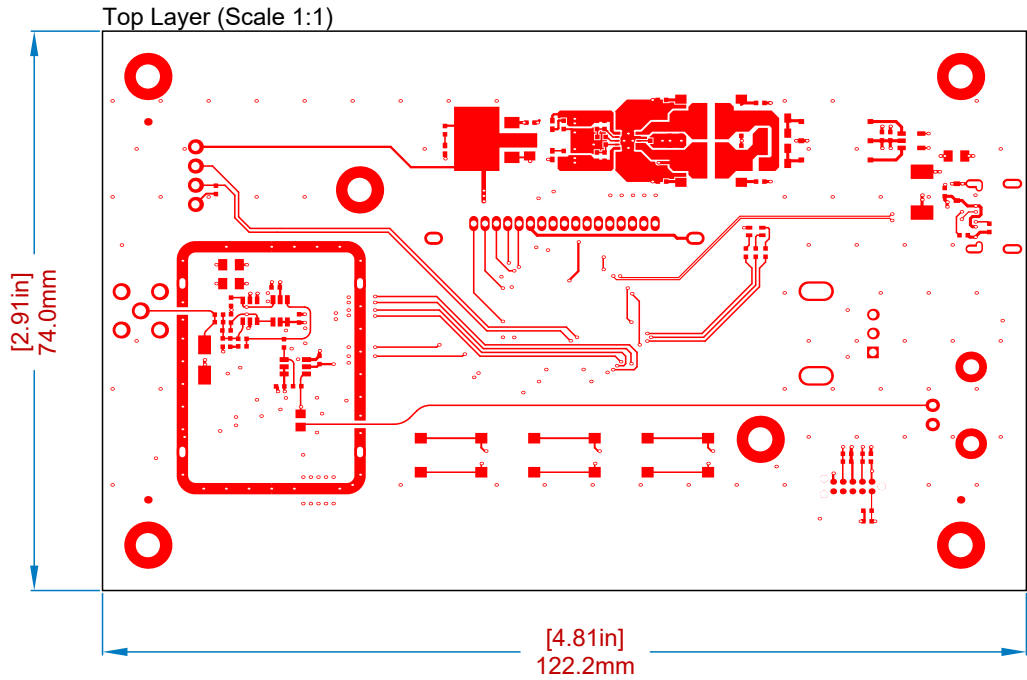 Top Layer (Scale 1:1)
[2.91in]
74.0mm
[4.81in]
122.2mm